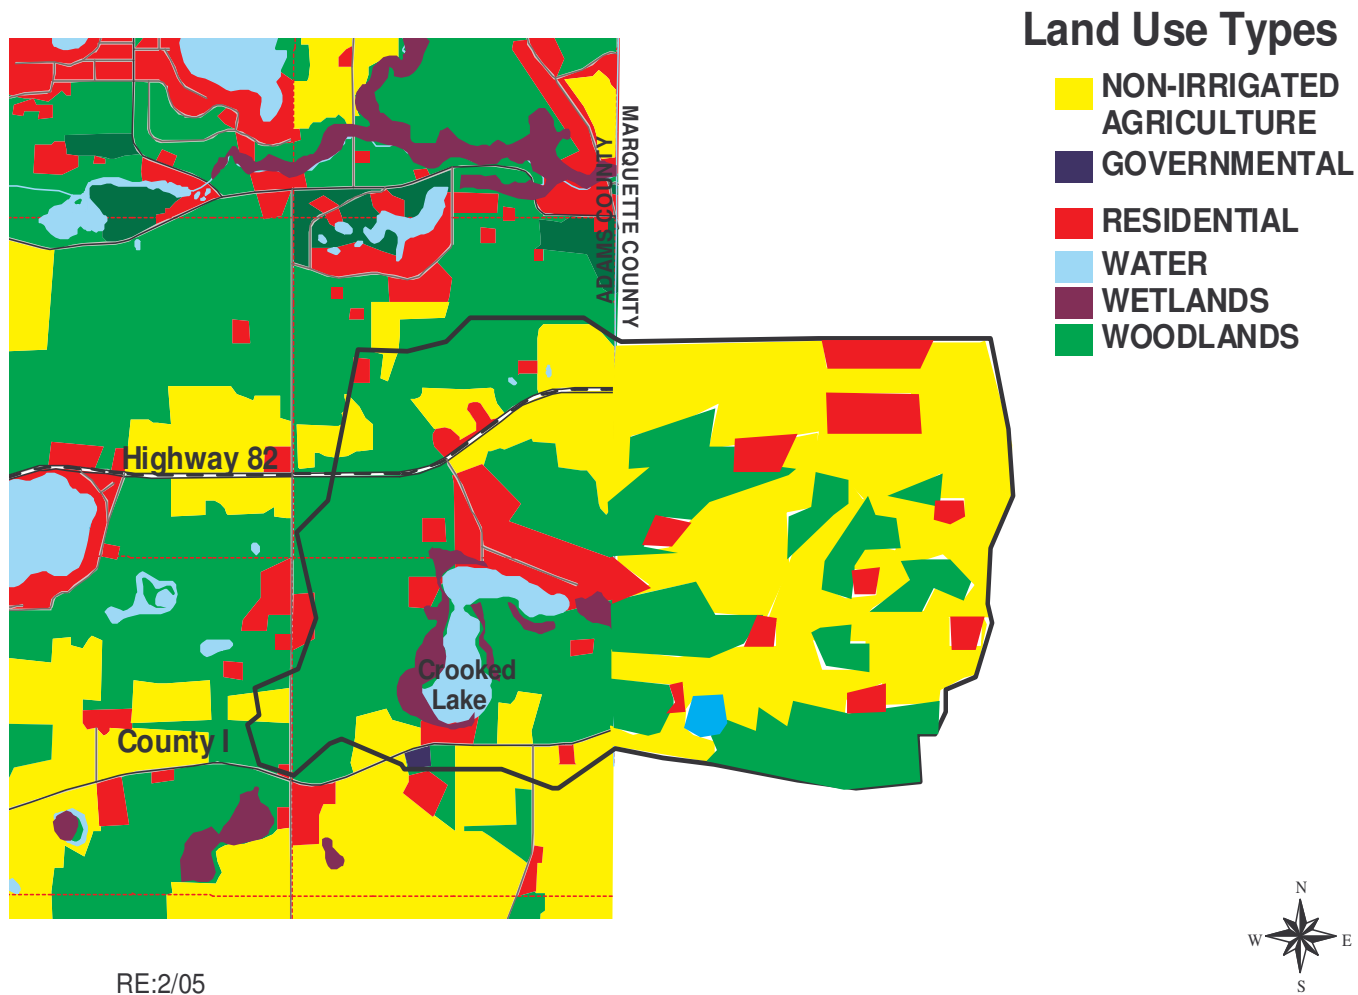 Land Use Types
NON-IRRIGATED
AGRICULTURE
GOVERNMENTAL
RESIDENTIAL
WATER
WETLANDS
WOODLANDS
MARQUETTE COUNTY
ADAMS COUNTY
Highway 82
Crooked
Lake
County I
N
W
E
S
RE:2/05